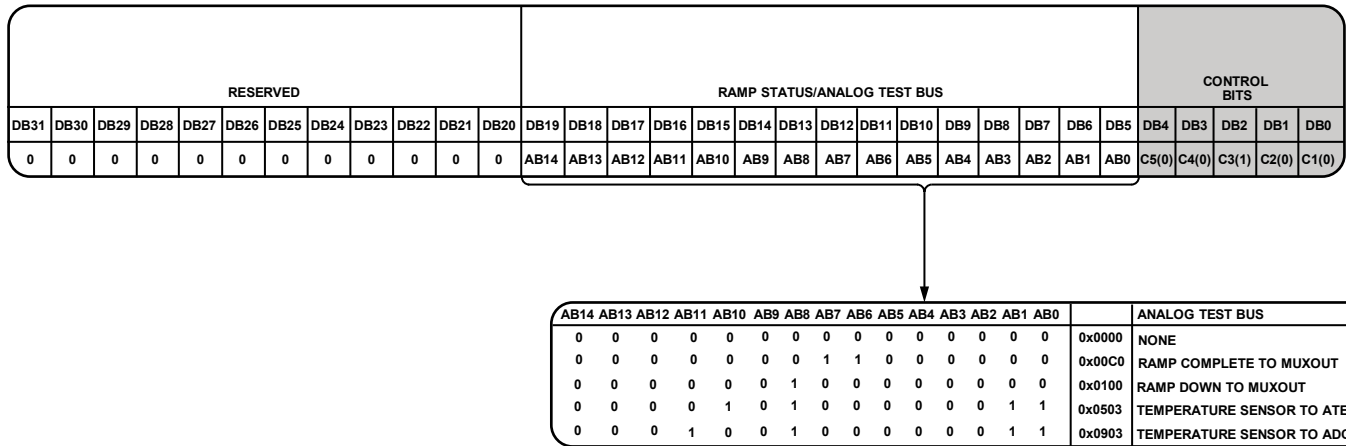 RESERVED
RAMP STATUS/ANALOG TEST BUS
CONTROL
BITS
DB31 DB30 DB29 DB28 DB27 DB26 DB25 DB24 DB23 DB22 DB21 DB20 DB19 DB18 DB17 DB16 DB15 DB14 DB13 DB12 DB11 DB10 DB9 DB8 DB7 DB6 DB5 DB4 DB3 DB2 DB1 DB0
0 0 0 0 0 0 0 0 0 0 0 0 AB14 AB13 AB12 AB11 AB10 AB9 AB8 AB7 AB6 AB5 AB4 AB3 AB2 AB1 AB0 C5(0) C4(0) C3(1) C2(0) C1(0)
AB14 AB13 AB12 AB11 AB10 AB9 AB8 AB7 AB6 AB5 AB4 AB3 AB2 AB1 AB0 ANALOG TEST BUS
0 0 0 0 0 0 0 0 0 0 0 0 0 0 0 0x0000 NONE
0 0 0 0 0 0 0 1 1 0 0 0 0 0 0 0x00C0 RAMP COMPLETE TO MUXOUT
0 0 0 0 0 0 1 0 0 0 0 0 0 0 0 0x0100 RAMP DOWN TO MUXOUT
0 0 0 0 1 0 1 0 0 0 0 0 0 1 1 0x0503 TEMPERATURE SENSOR TO ATE
0 0 0 1 0 0 1 0 0 0 0 0 0 1 1 0x0903 TEMPERATURE SENSOR TO ADC